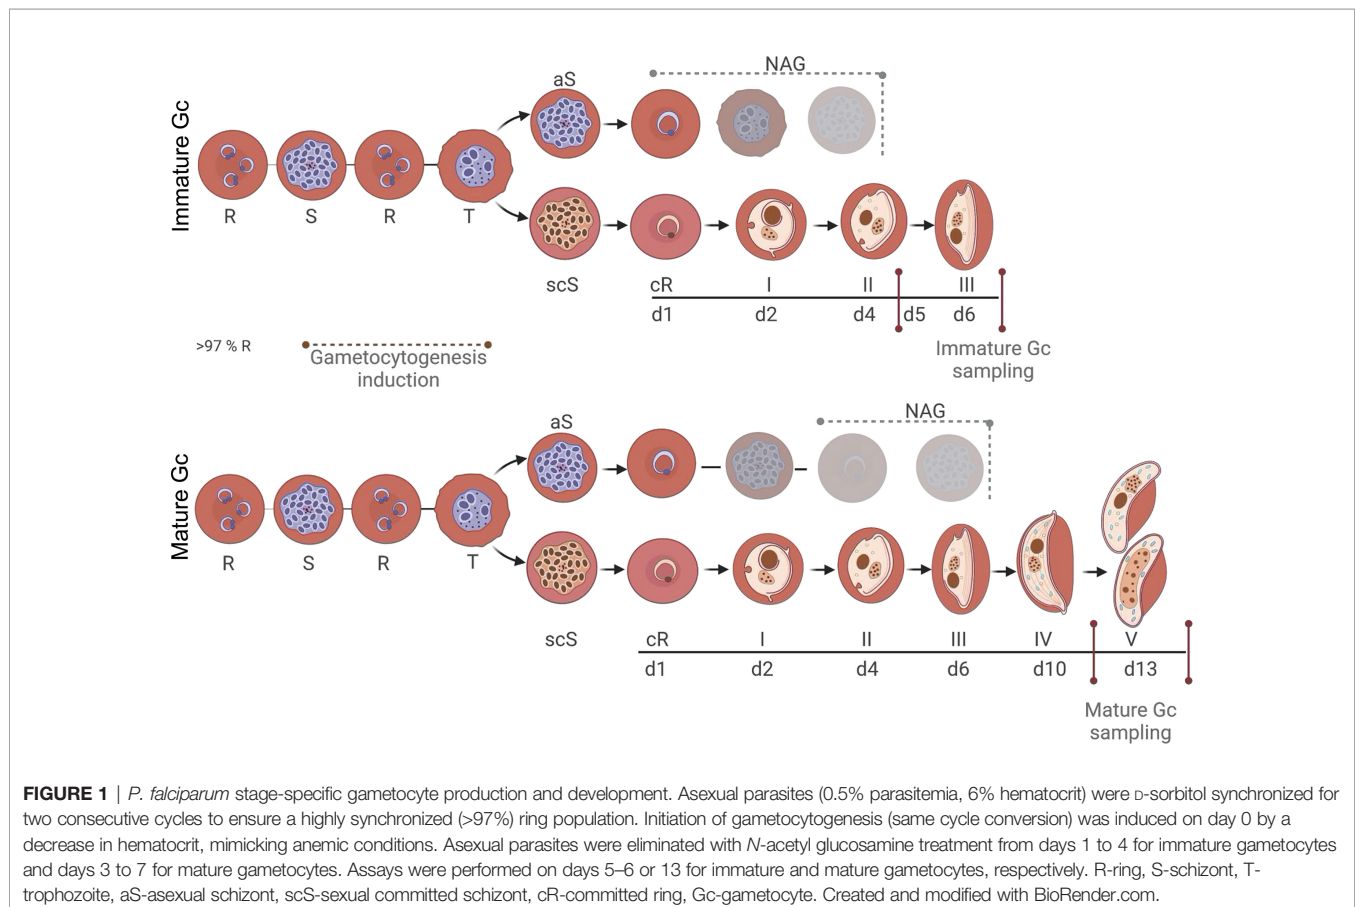 Immature Gc
NAG
aS
R S R T
scS cR I II III
d1 d2 d4 d5 d6
>97 % R
Gametocytogenesis
induction
Immature Gc
sampling
Mature Gc
NAG
aS
R S R T
scS cR I II III IV V
d1 d2 d4 d6 d10 d13
Mature Gc
sampling
FIGURE 1 | P. falciparum stage-specific gametocyte production and development. Asexual parasites (0.5% parasitemia, 6% hematocrit) were D-sorbitol synchronized for
two consecutive cycles to ensure a highly synchronized (>97%) ring population. Initiation of gametocytogenesis (same cycle conversion) was induced on day 0 by a
decrease in hematocrit, mimicking anemic conditions. Asexual parasites were eliminated with N-acetyl glucosamine treatment from days 1 to 4 for immature gametocytes
and days 3 to 7 for mature gametocytes. Assays were performed on days 5–6 or 13 for immature and mature gametocytes, respectively. R-ring, S-schizont, T-
trophozoite, aS-asexual schizont, scS-sexual committed schizont, cR-committed ring, Gc-gametocyte. Created and modified with BioRender.com.